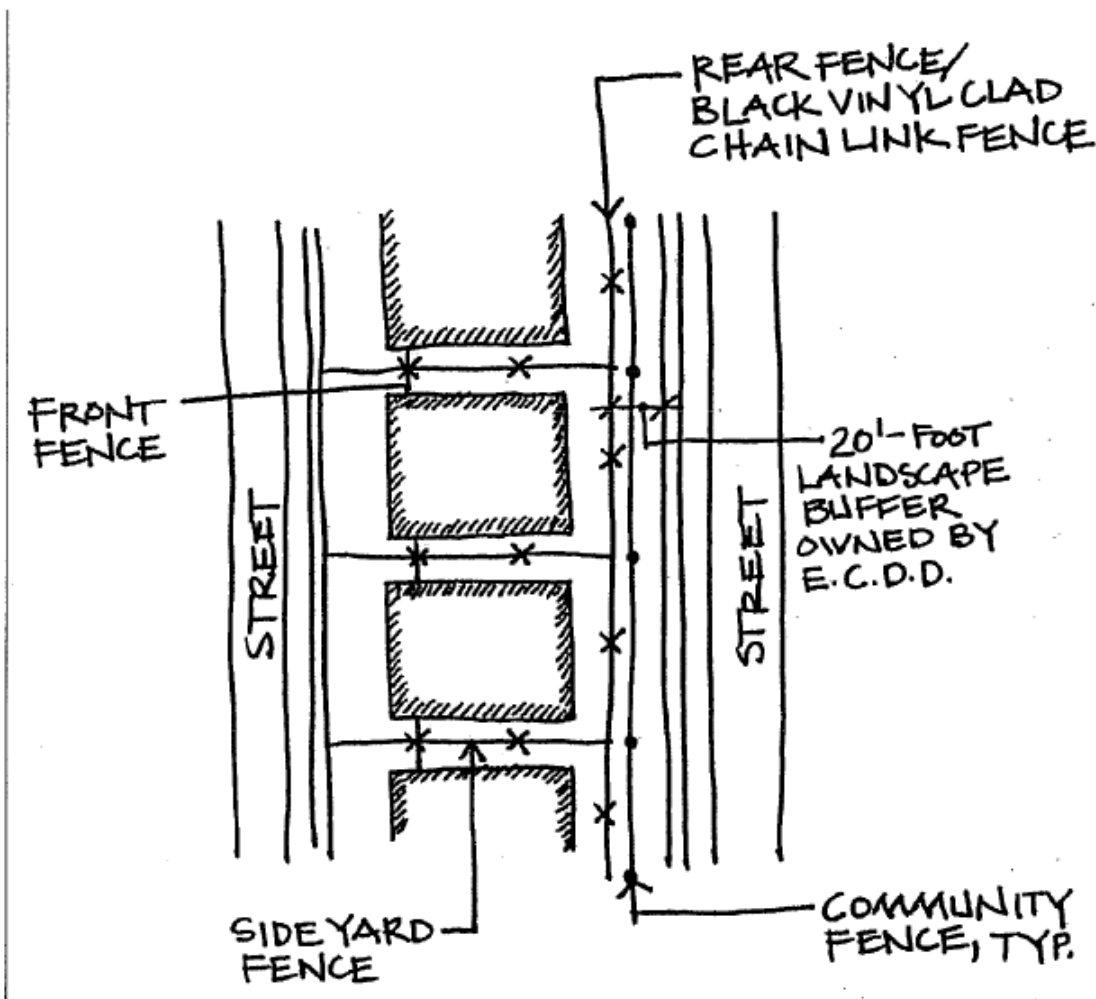 REAR FENCE/
BLACK VINYL CLAD
CHAIN LINK FENCE
FRONT
FENCE
20'-FOOT
LANDSCAPE
BUFFER
OWNED BY
E.C.D.D.
STREET
STREET
SIDE YARD
FENCE
COMMUNITY
FENCE, TYP.